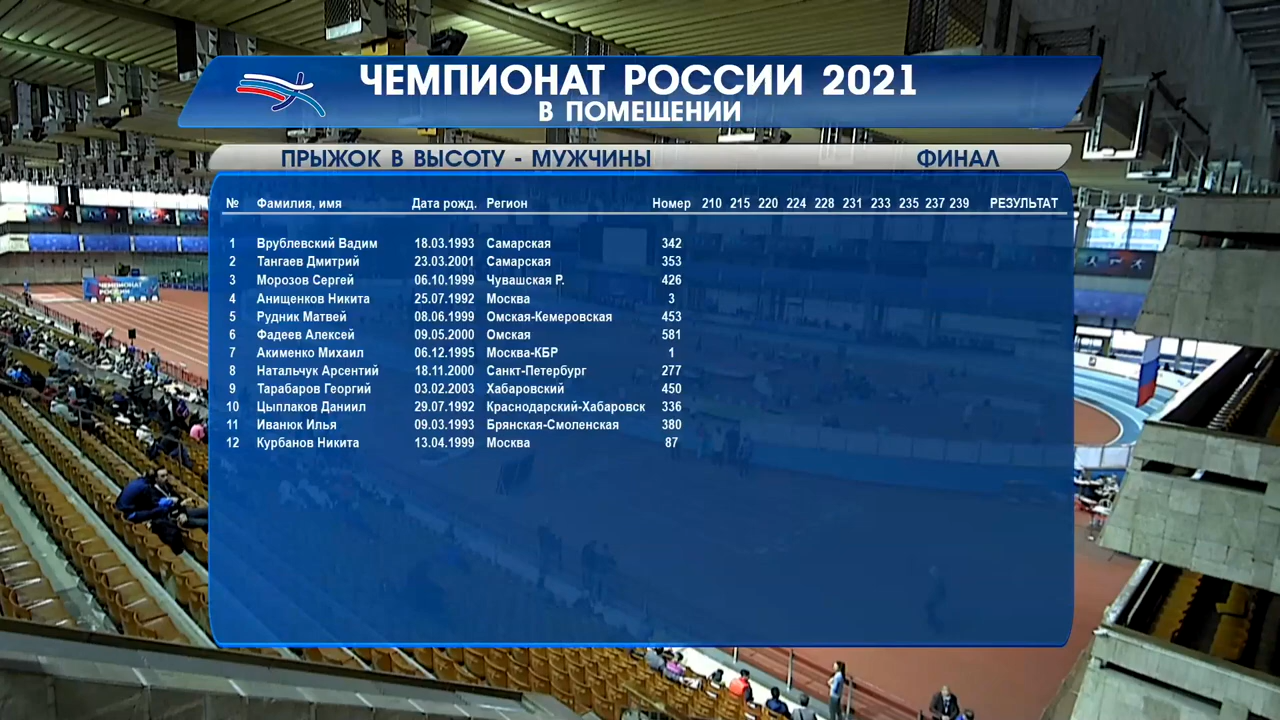 ЧЕМПИОНАТ РОССИИ 2021
В ПОМЕЩЕНИИ
ПРЫЖОК В ВЫСОТУ - МУЖЧИНЫ ФИНАЛ
№ Фамилия, имя Дата рожд. Регион Номер 210 215 220 224 228 231 233 235 237 239 РЕЗУЛЬТАТ
1 Врублевский Вадим 18.03.1993 Самарская 342
2 Тангаев Дмитрий 23.03.2001 Самарская 353
3 Морозов Сергей 06.10.1999 Чувашская Р. 426
4 Анищенков Никита 25.07.1992 Москва 3
5 Рудник Матвей 08.06.1999 Омская-Кемеровская 453
6 Фадеев Алексей 09.05.2000 Омская 581
7 Акименко Михаил 06.12.1995 Москва-КБР 1
8 Натальчук Арсентий 18.11.2000 Санкт-Петербург 277
9 Тарабаров Георгий 03.02.2003 Хабаровский 450
10 Цыплаков Даниил 29.07.1992 Краснодарский-Хабаровск 336
11 Иванюк Илья 09.03.1993 Брянская-Смоленская 380
12 Курбанов Никита 13.04.1999 Москва 87
ЧЕМПИОНАТ
РОССИИ